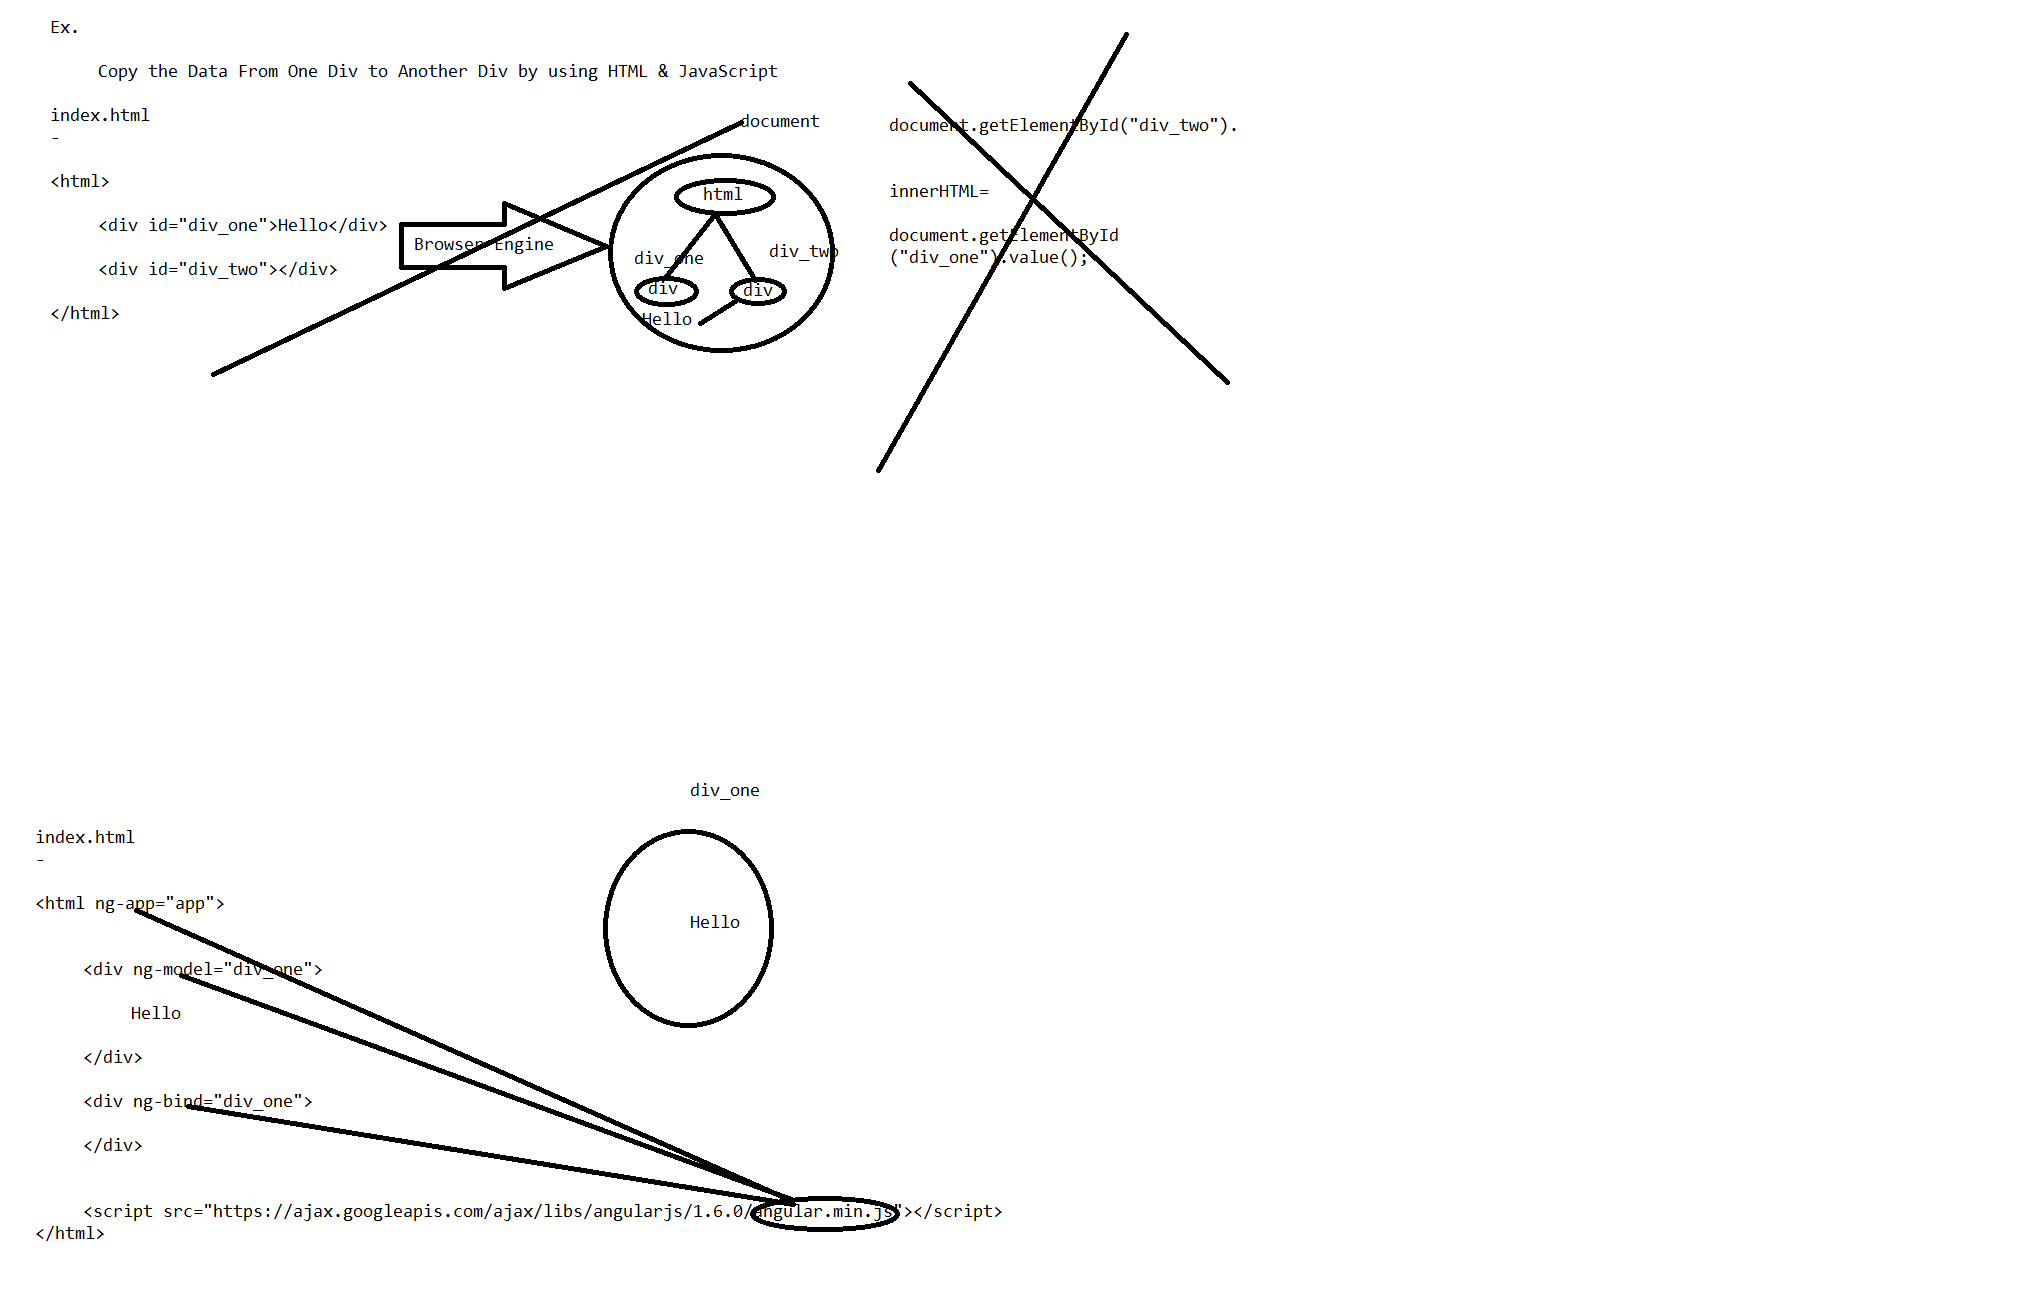 Ex.
Copy the Data From One Div to Another Div by using HTML & JavaScript
index.html
-
<html>
<div id="div_one">Hello</div>
<div id="div_two"></div>
</html>
Browser Engine
document
html
div_one
div_two
div
div
Hello
document.getElementById("div_two").
innerHTML=
document.getElementById
("div_one").value();
div_one
Hello
index.html
-
<html ng-app="app">
<div ng-model="div_one">
Hello
</div>
<div ng-bind="div_one">
</div>
<script src="https://ajax.googleapis.com/ajax/libs/angularjs/1.6.0/angular.min.js"></script>
</html>